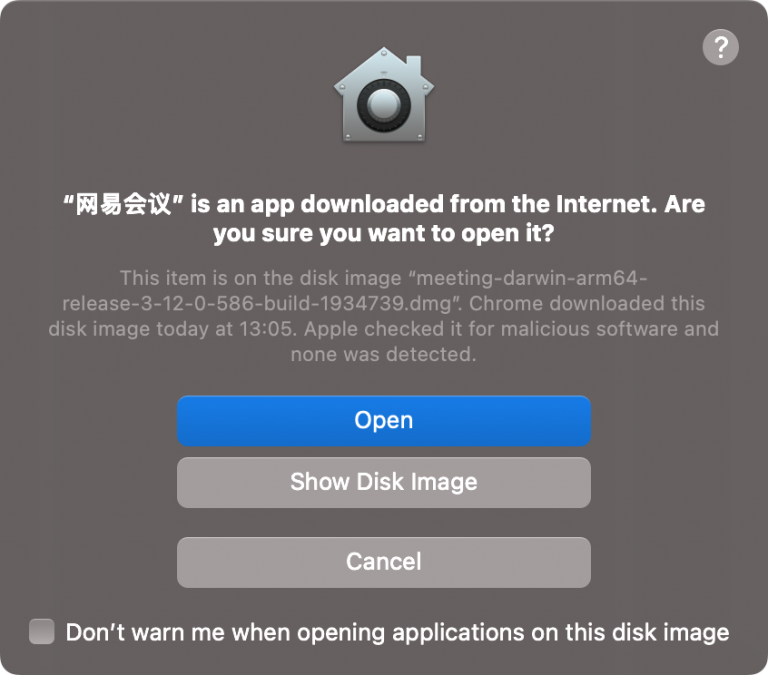 ?
“网易会议” is an app downloaded from the Internet. Are
you sure you want to open it?
This item is on the disk image “meeting-darwin-arm64-
release-3-12-0-586-build-1934739.dmg”. Chrome downloaded this
disk image today at 13:05. Apple checked it for malicious software and
none was detected.
Open
Show Disk Image
Cancel
Don’t warn me when opening applications on this disk image